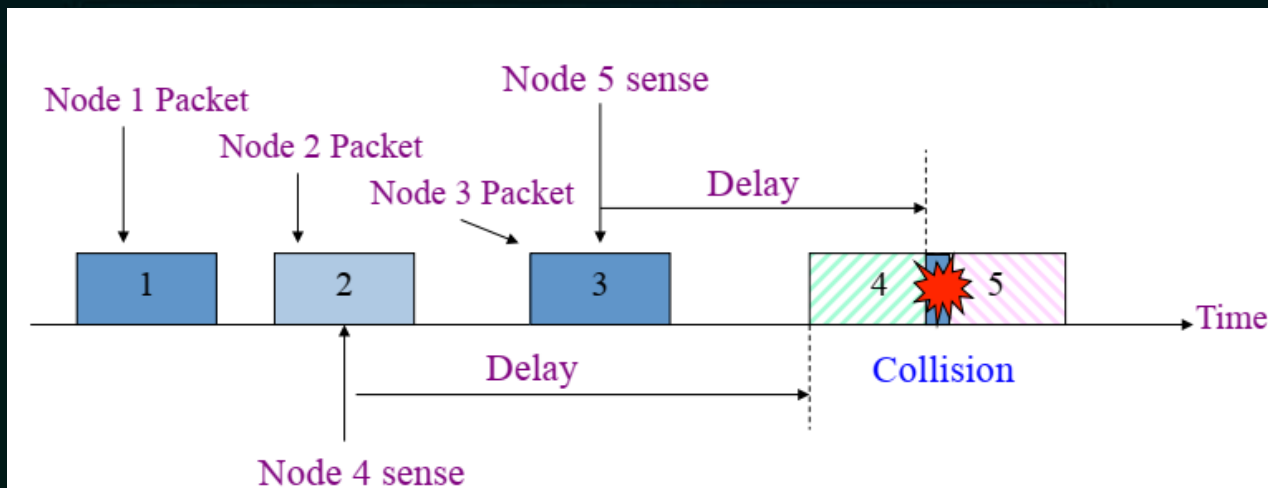 Node 5 sense
Node 1 Packet
Node 2 Packet
Node 3 Packet
Delay
1
2
3
4
5
Time
Delay
Collision
Node 4 sense